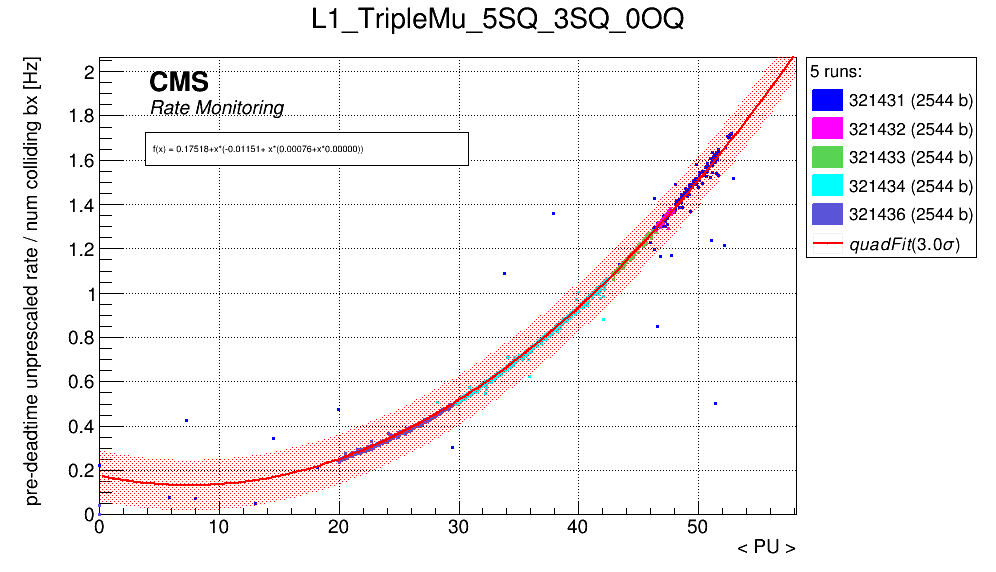 L1_TripleMu_5SQ_3SQ_0OQ
pre-deadtime unprescaled rate / num colliding bx [Hz]
CMS
Rate Monitoring
f(x) = 0.17518+x*(-0.01151+ x*(0.00076+x*0.00000))
2
1.8
1.6
1.4
1.2
1
0.8
0.6
0.4
0.2
0
0 10 20 30 40 50
< PU >
5 runs:
321431 (2544 b)
321432 (2544 b)
321433 (2544 b)
321434 (2544 b)
321436 (2544 b)
quadFit(3.0σ)